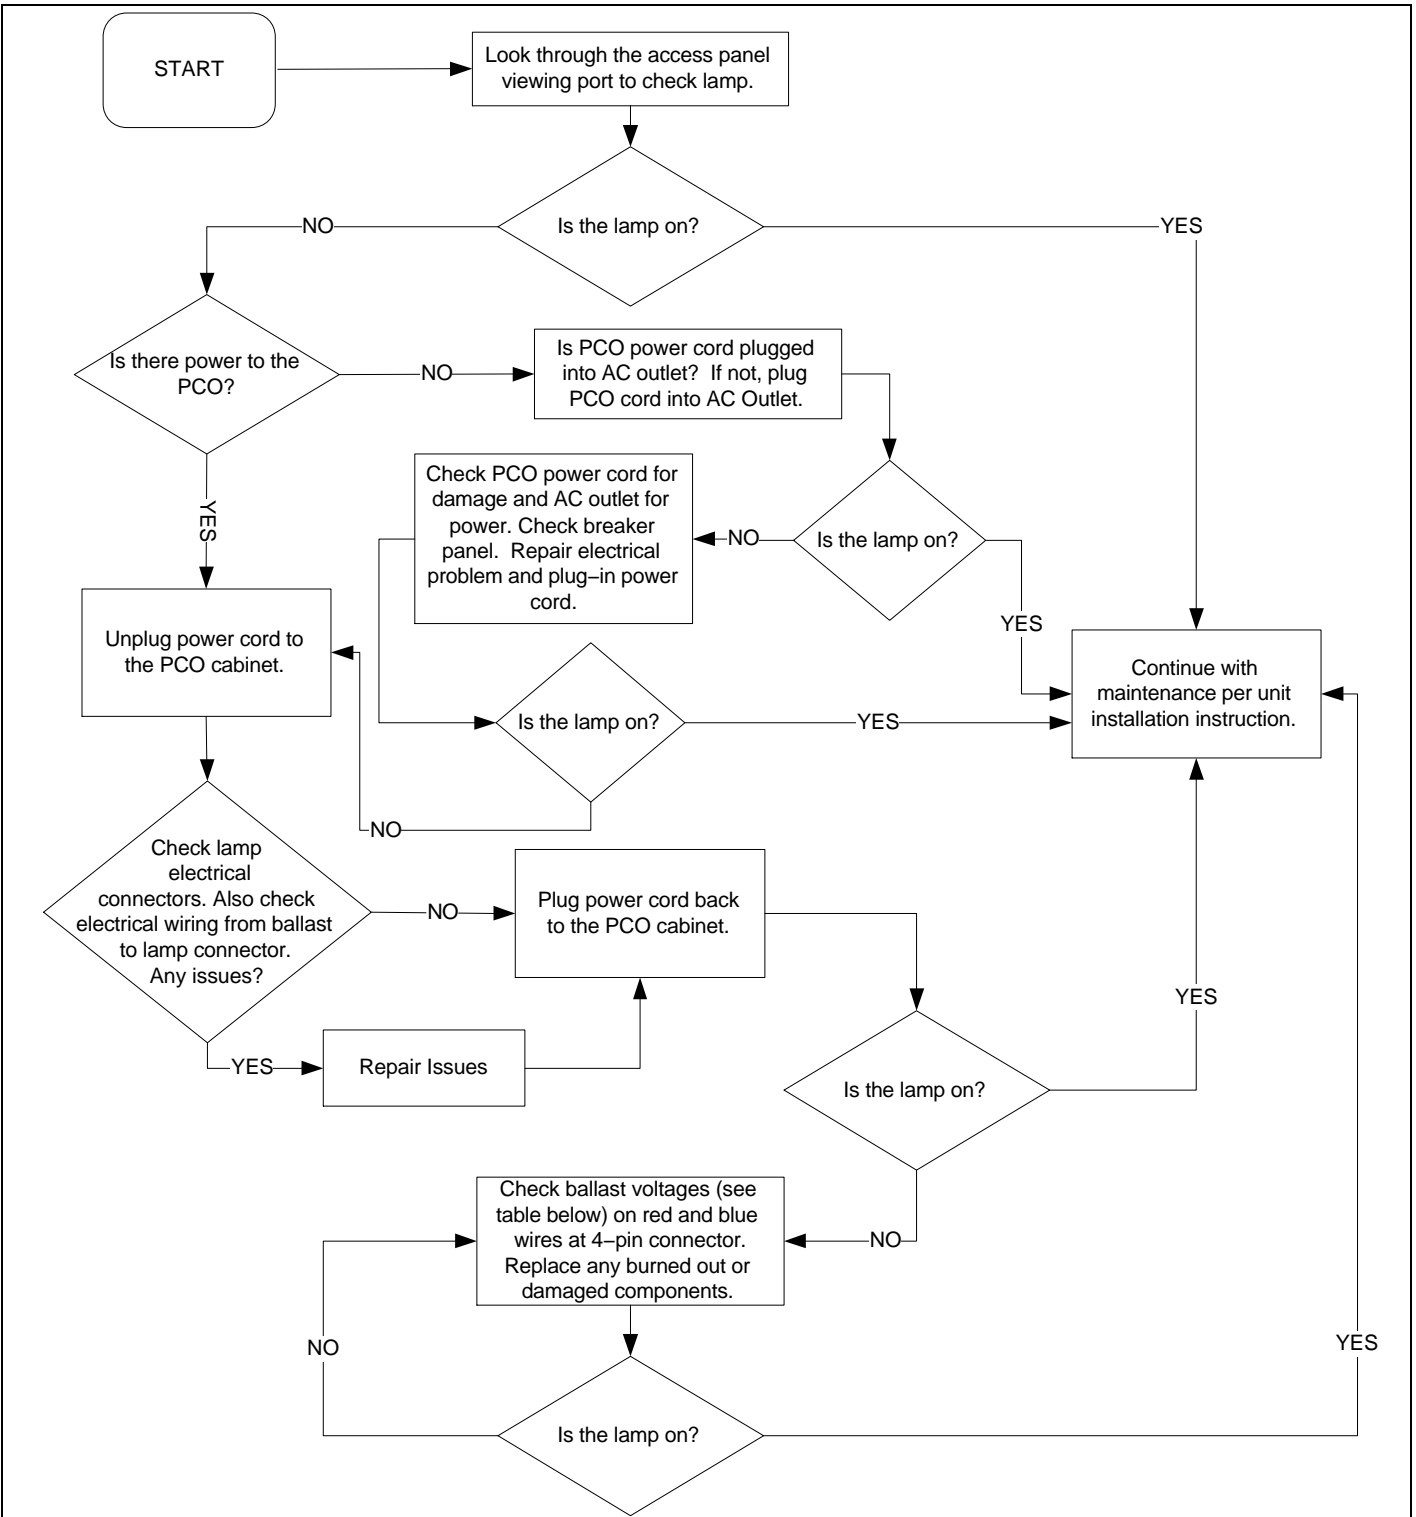 START
Look through the access panel
viewing port to check lamp.
Is the lamp on?
NO
YES
Is there power to the
PCO?
NO
Is PCO power cord plugged
into AC outlet?  If not, plug
PCO cord into AC Outlet.
YES
Check PCO power cord for
damage and AC outlet for
power. Check breaker
panel.  Repair electrical
problem and plug–in power
cord.
NO
Is the lamp on?
YES
Unplug power cord to
the PCO cabinet.
Is the lamp on?
YES
Continue with
maintenance per unit
installation instruction.
NO
Check lamp
electrical
connectors. Also check
electrical wiring from ballast
to lamp connector.
Any issues?
NO
Plug power cord back
to the PCO cabinet.
YES
YES
Repair Issues
Is the lamp on?
Check ballast voltages (see
table below) on red and blue
wires at 4–pin connector.
Replace any burned out or
damaged components.
NO
NO
YES
Is the lamp on?